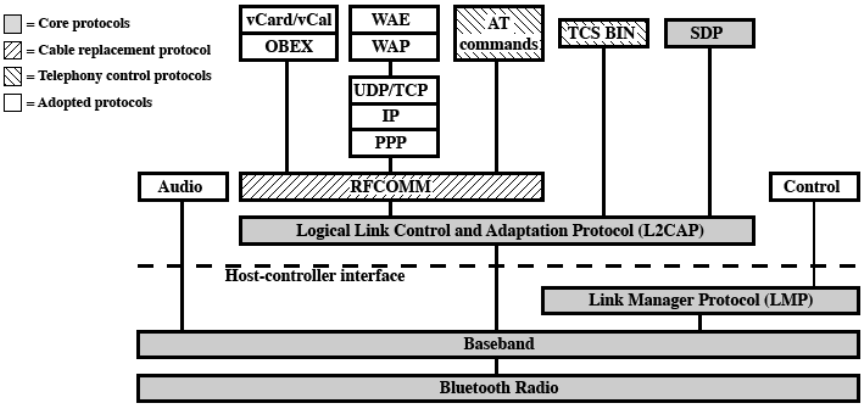 = Core protocols
= Cable replacement protocol
= Telephony control protocols
= Adopted protocols
vCard/vCal
OBEX
WAE
WAP
UDP/TCP
IP
PPP
AT
commands
TCS BIN
SDP
Audio
RFCOMM
Control
Logical Link Control and Adaptation Protocol (L2CAP)
Host-controller interface
Link Manager Protocol (LMP)
Baseband
Bluetooth Radio